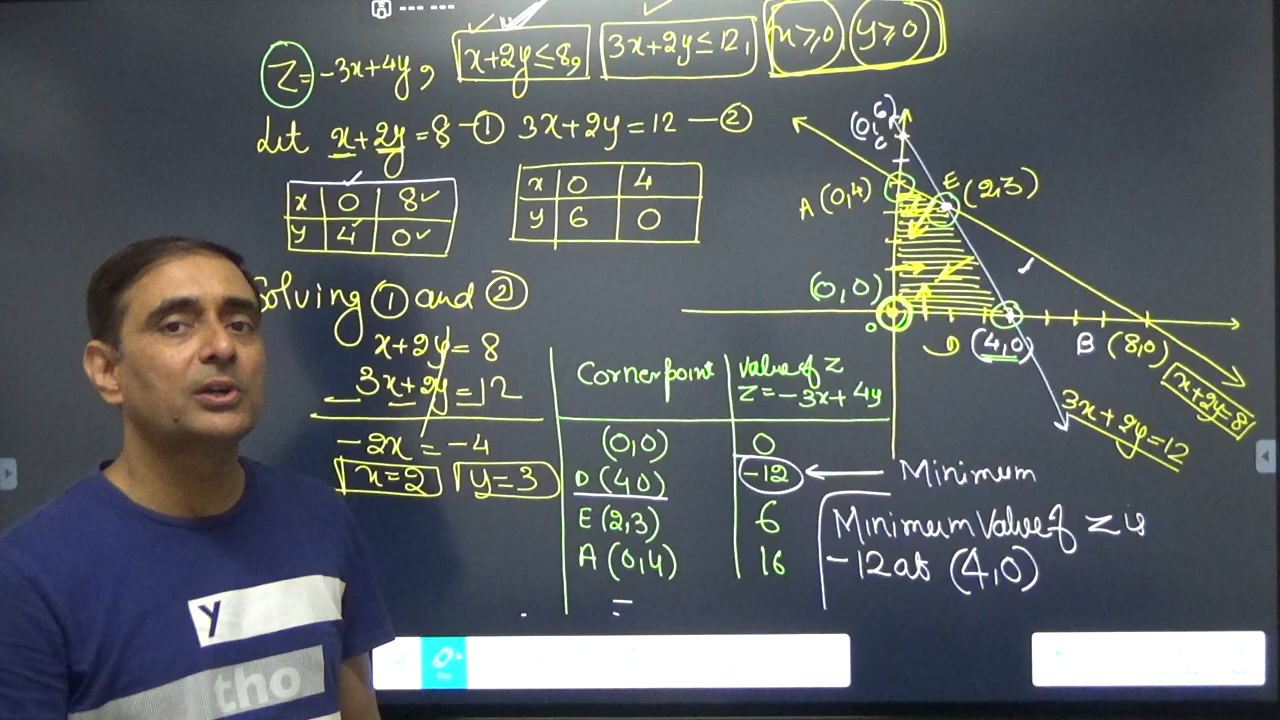 Z=-3x+4y, x+2y≤8, 3x+2y≤12, x≥0, y≥0
Let x+2y=8 —① 3x+2y=12 —②
x 0 8
y 4 0
x 0 4
y 6 0
Solving ① and ②
x+2y=8
3x+2y=12
-2x=-4
x=2 y=3
Corner point Value of Z
Z=-3x+4y
(0,0) 0
D (4 0) -12 ← Minimum
E (2,3) 6
A (0,4) 16
Minimum Value of Z is
-12 at (4,0)
(0,6)
C
A (0,4) E (2,3)
(0,0)
O D (4,0) B (8,0)
x+2y=8
3x+2y=12
Y
tho